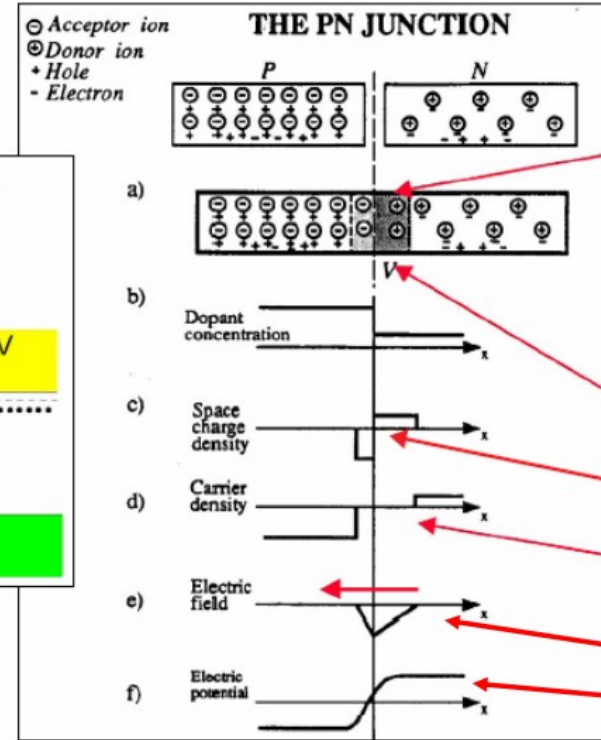 THE PN JUNCTION
⊖ Acceptor ion
⊕ Donor ion
+ Hole
- Electron
P
N
a)
V
V
b)
Dopant
concentration
x
c)
Space
charge
density
x
d)
Carrier
density
x
e)
Electric
field
x
f)
Electric
potential
x